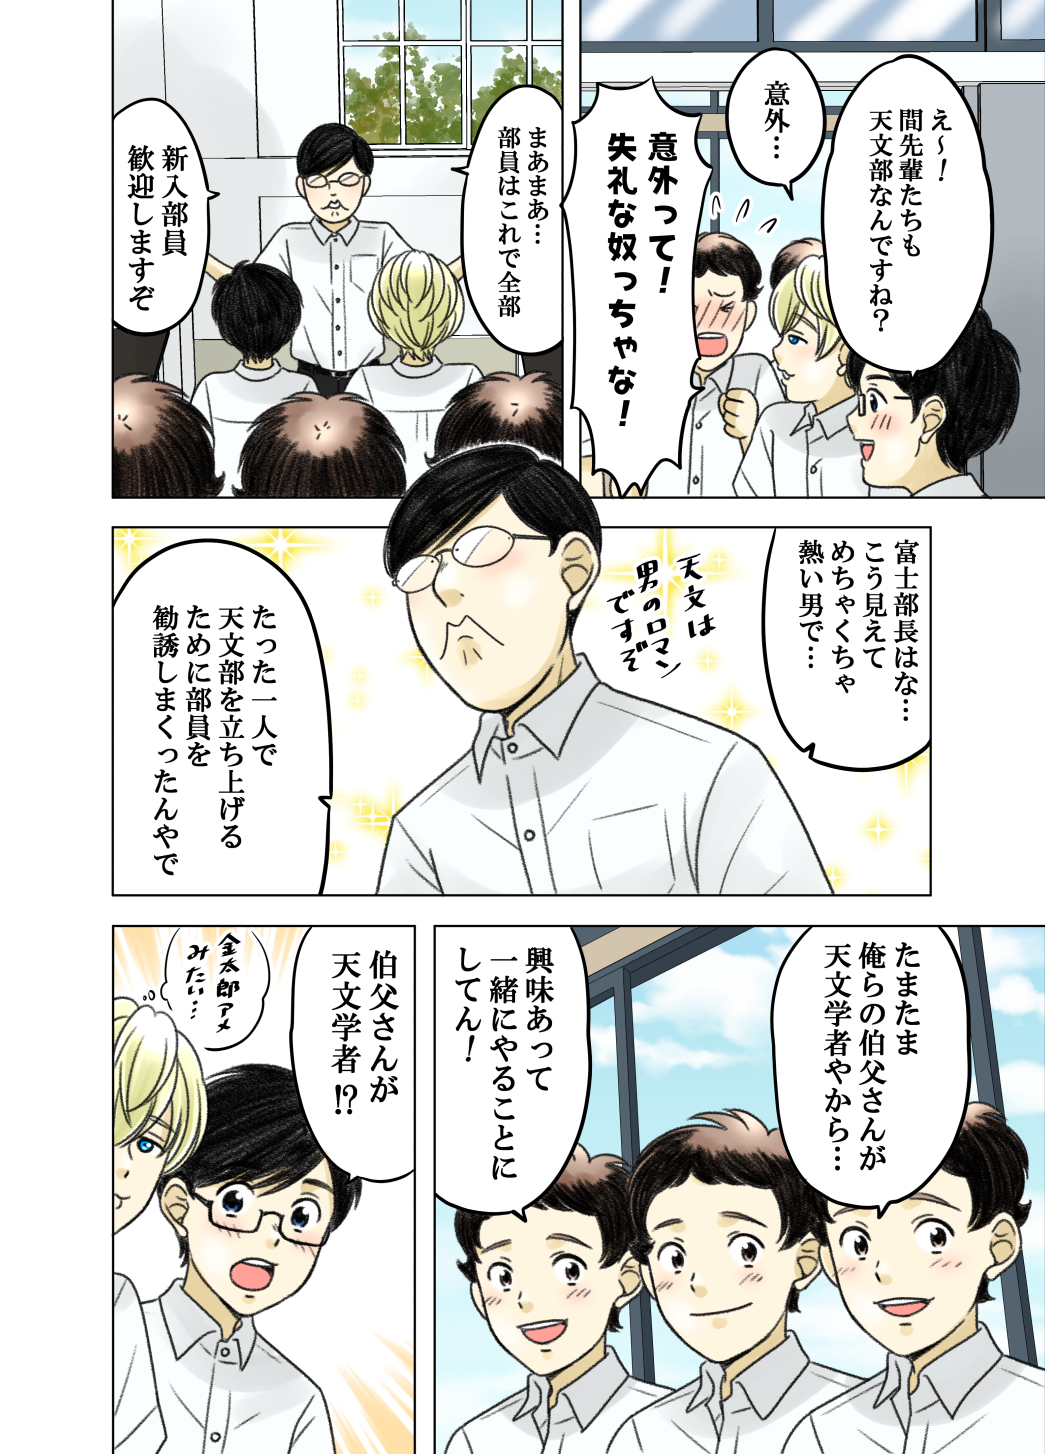 え〜！
間先輩たちも
天文部なんですね？
意外…
意外って！
失礼な奴っちゃな！
まあまあ…
部員はこれで全部
新入部員
歓迎しますぞ
富士部長はな…
こう見えて
めちゃくちゃ
熱い男で…
天文は
男のロマン
ですぞ
たった一人で
天文部を立ち上げる
ために部員を
勧誘しまくったんやで
たまたま
俺らの伯父さんが
天文学者やから…
興味あって
一緒にやることに
してん！
伯父さんが
天文学者!?
金太郎アメ
みたい…